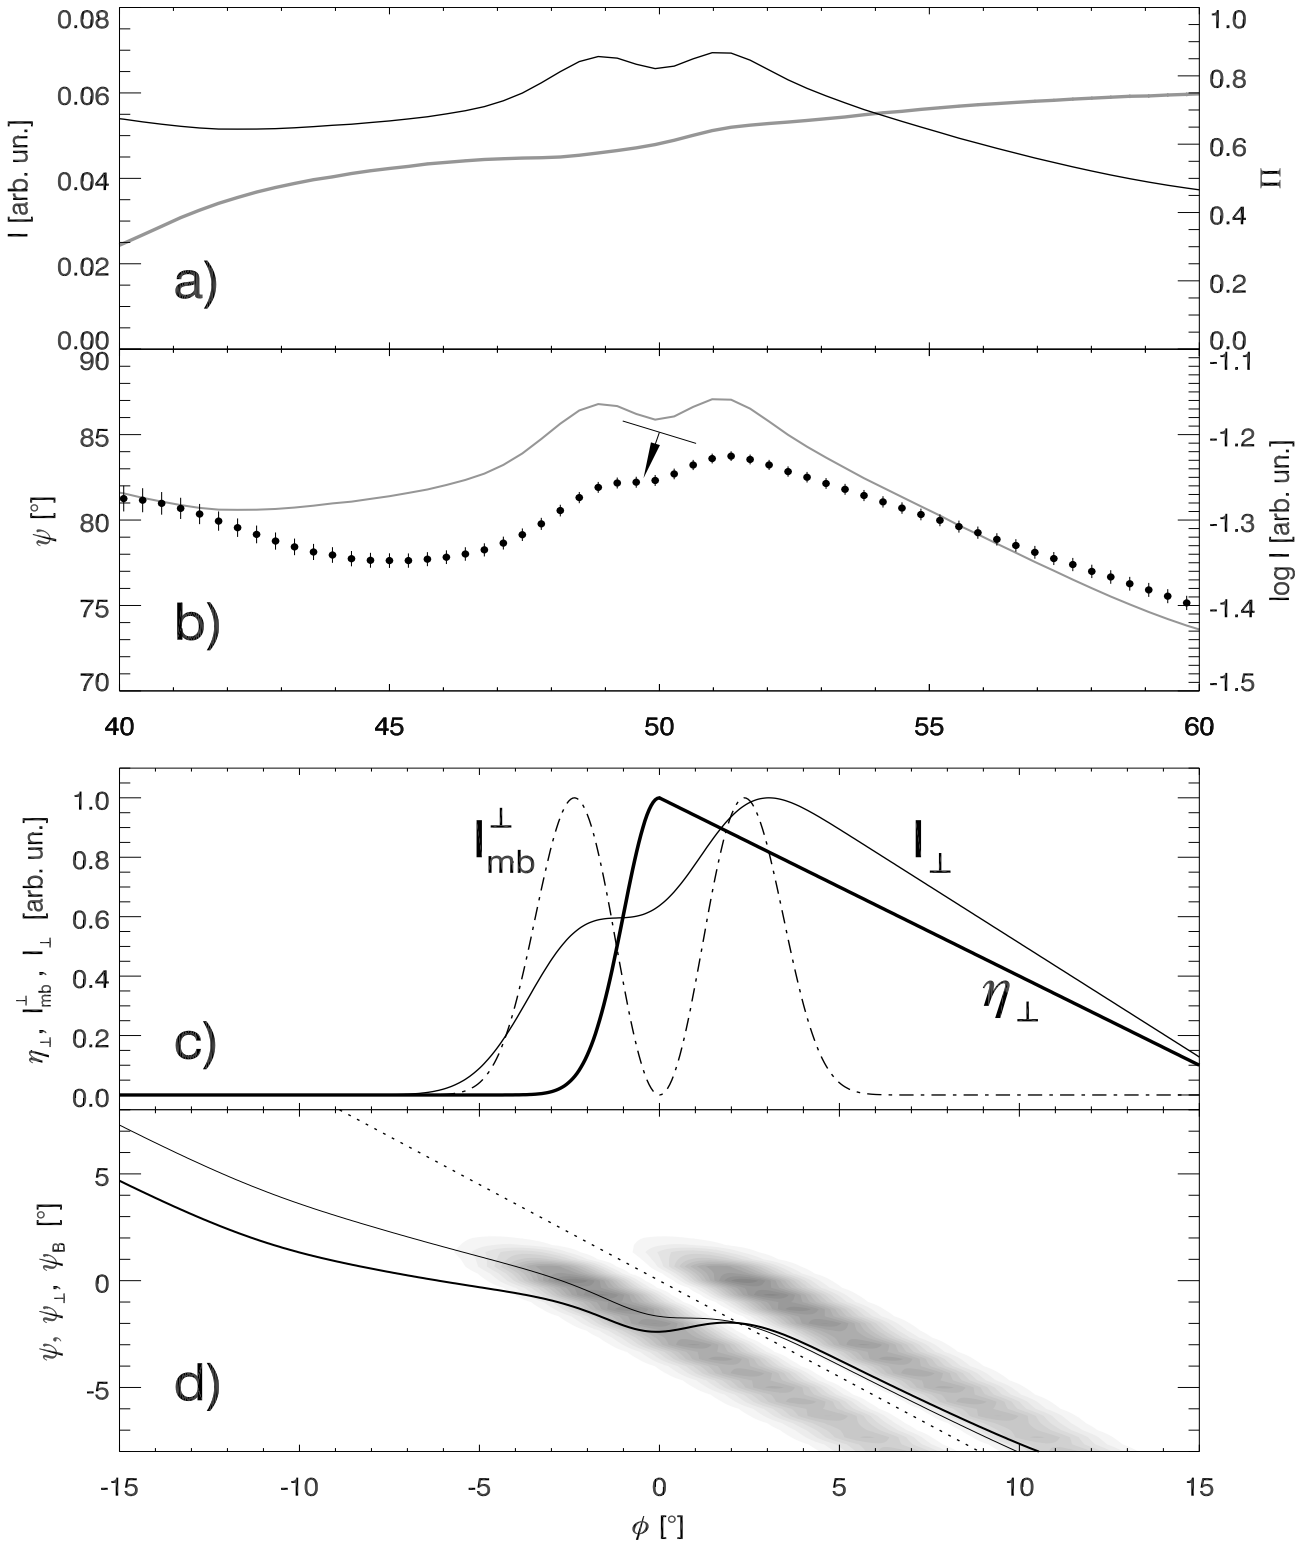 0.08
0.06
0.04
0.02
0.00
I [arb. un.]
1.0
0.8
0.6
0.4
0.2
0.0
Π
a)
90
85
80
75
70
ψ [°]
-1.1
-1.2
-1.3
-1.4
-1.5
log I [arb. un.]
b)
40 45 50 55 60
1.0
0.8
0.6
0.4
0.2
0.0
η⊥, I⊥mb, I⊥ [arb. un.]
I⊥mb
I⊥
η⊥
c)
5
0
-5
ψ, ψ⊥, ψB [°]
d)
-15 -10 -5 0 5 10 15
ϕ [°]